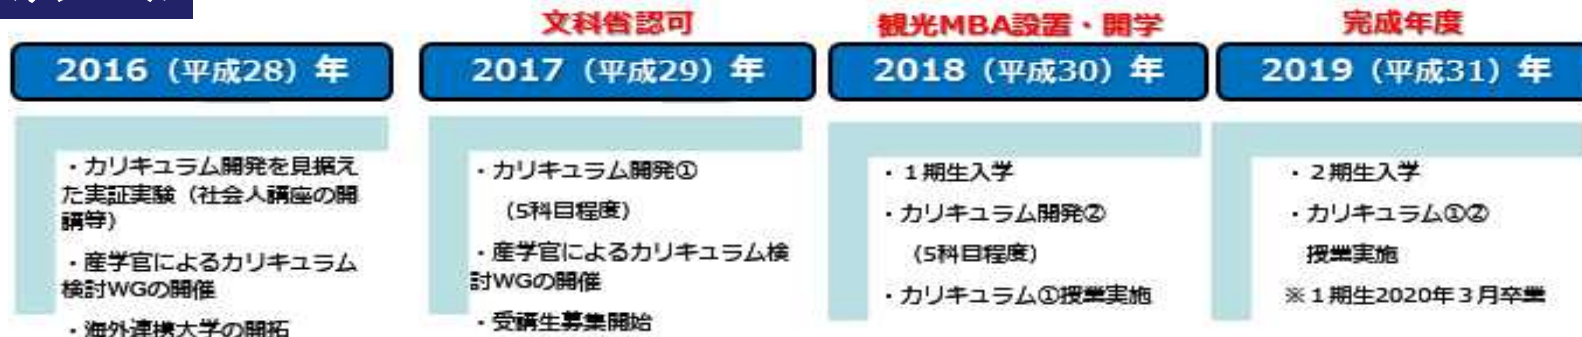 文科省認可
観光MBA設置・開学
完成年度
2016（平成28）年
2017（平成29）年
2018（平成30）年
2019（平成31）年
・カリキュラム開発を見据え
た実証実験（社会人講座の開
講等）
・産学官によるカリキュラム
検討WGの開催
・海外連携大学の開拓
・カリキュラム開発①
（5科目程度）
・産学官によるカリキュラム検
討WGの開催
・受講生募集開始
・１期生入学
・カリキュラム開発②
（5科目程度）
・カリキュラム①授業実施
・２期生入学
・カリキュラム①②
授業実施
※１期生2020年３月卒業